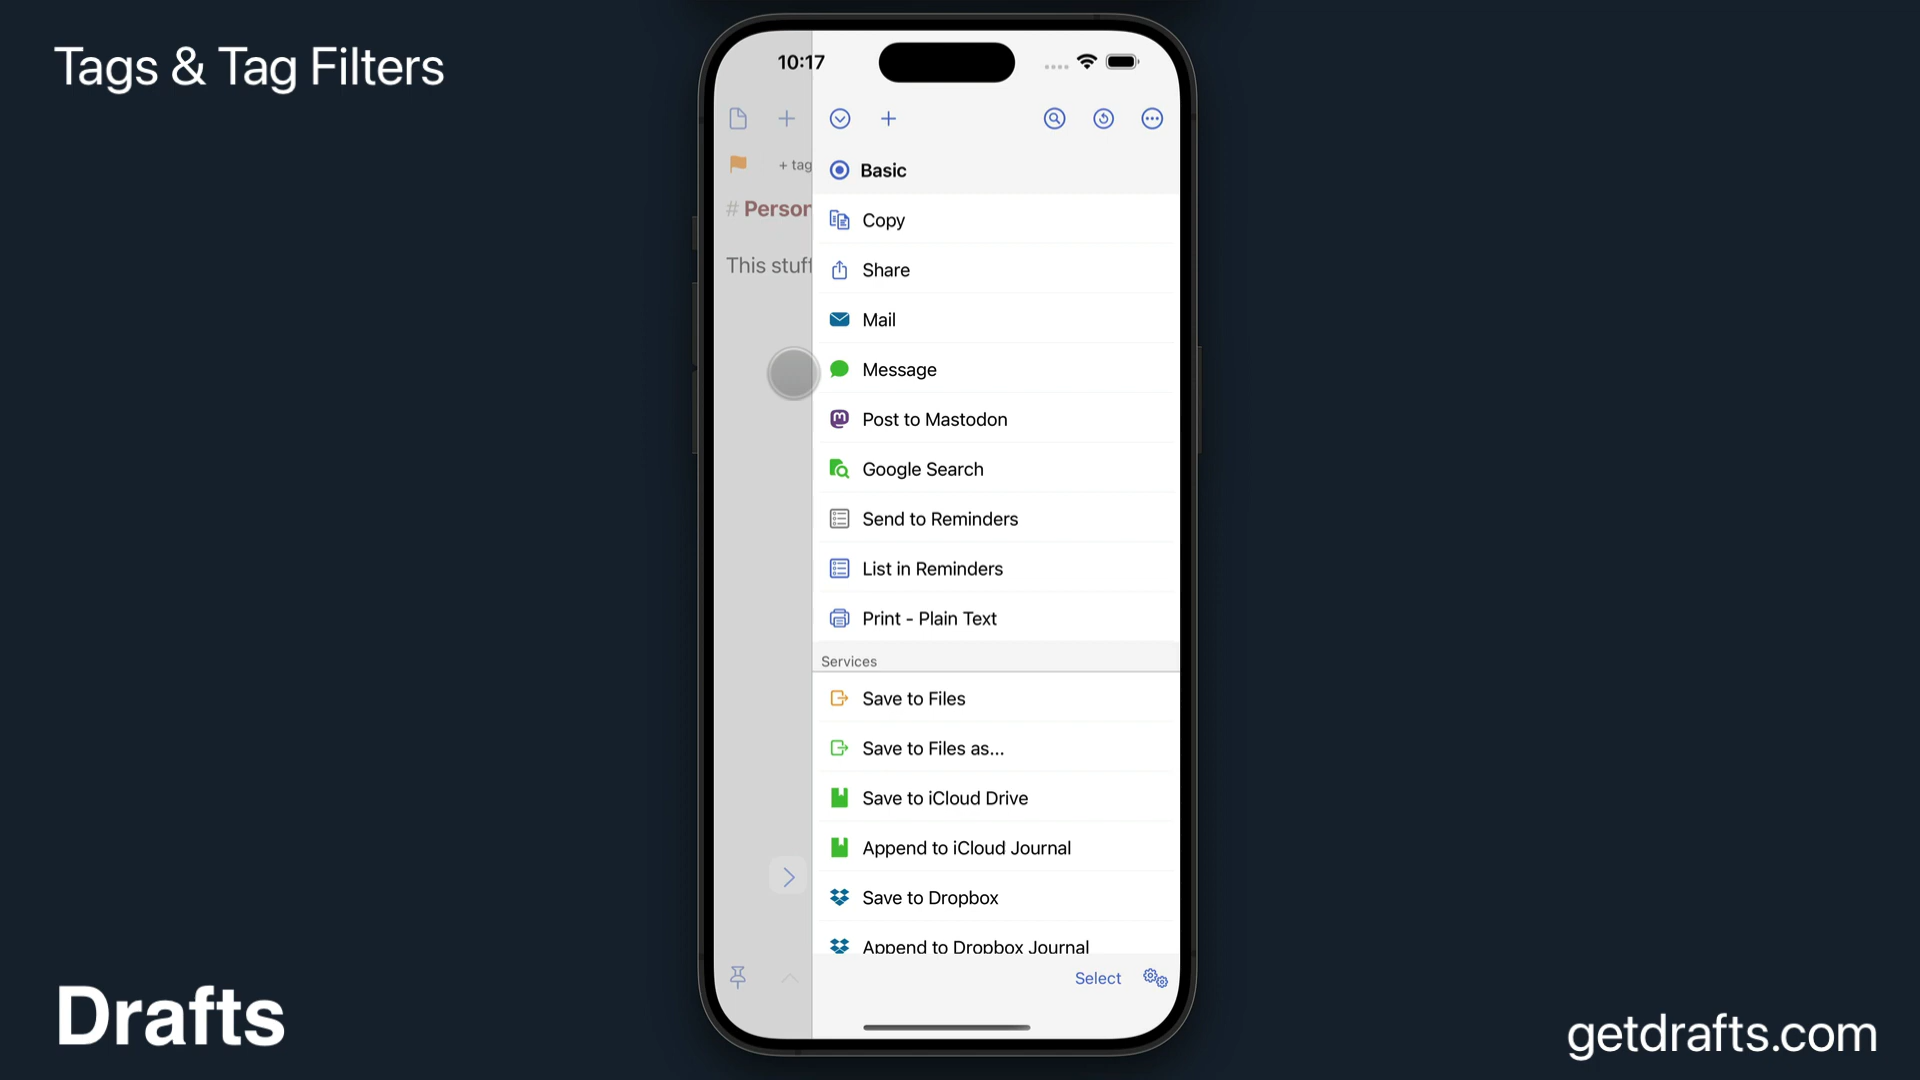 Tags & Tag Filters
10:17
+ tag
Basic
# Person
This stuff
Copy
Share
Mail
Message
Post to Mastodon
Google Search
Send to Reminders
List in Reminders
Print - Plain Text
Services
Save to Files
Save to Files as...
Save to iCloud Drive
Append to iCloud Journal
Save to Dropbox
Append to Dropbox Journal
Select
Drafts
getdrafts.com